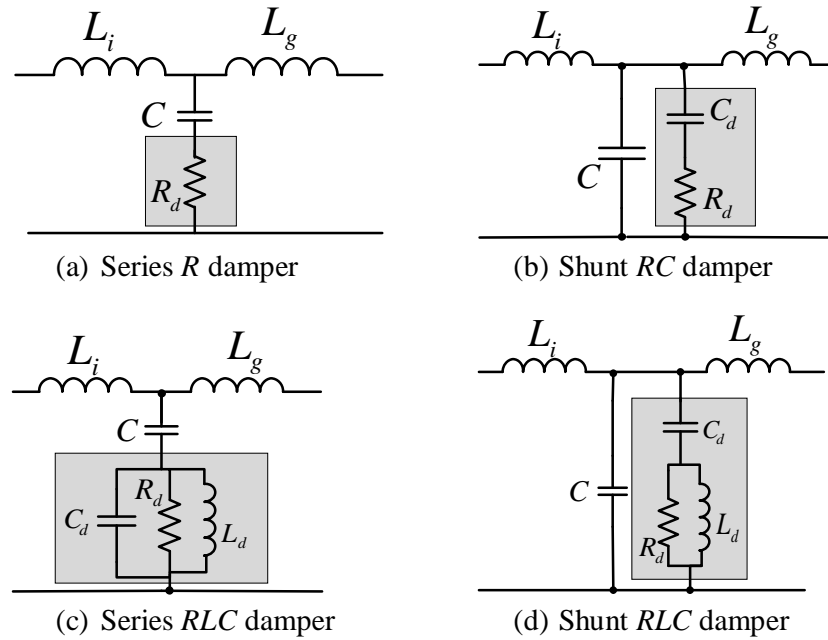 L_i L_g
C
R_d
(a) Series R damper
L_i L_g
C_d
C
R_d
(b) Shunt RC damper
L_i L_g
C
R_d
C_d
L_d
(c) Series RLC damper
L_i L_g
C_d
C
R_d
L_d
(d) Shunt RLC damper